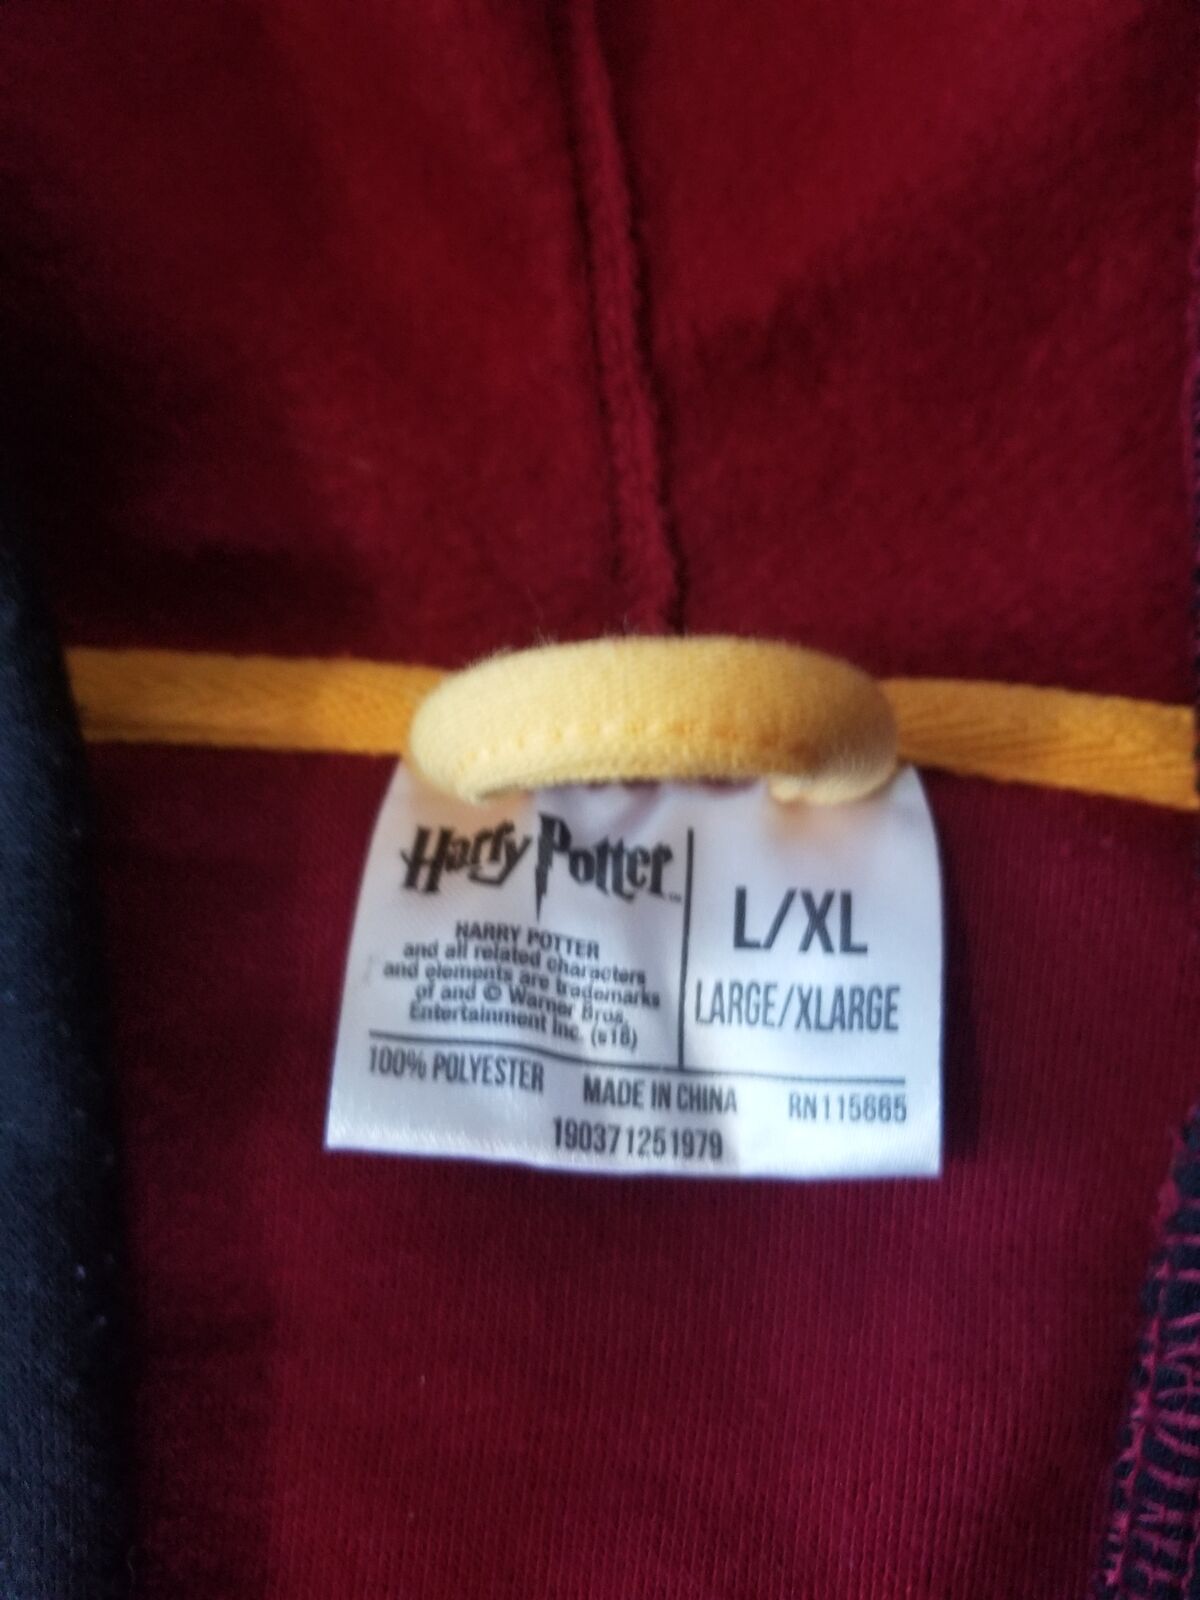 Harry Potter™
HARRY POTTER
and all related characters
and elements are trademarks
of and © Warner Bros.
Entertainment Inc. (s18)
L/XL
LARGE/XLARGE
100% POLYESTER
MADE IN CHINA
RN115665
190371251979